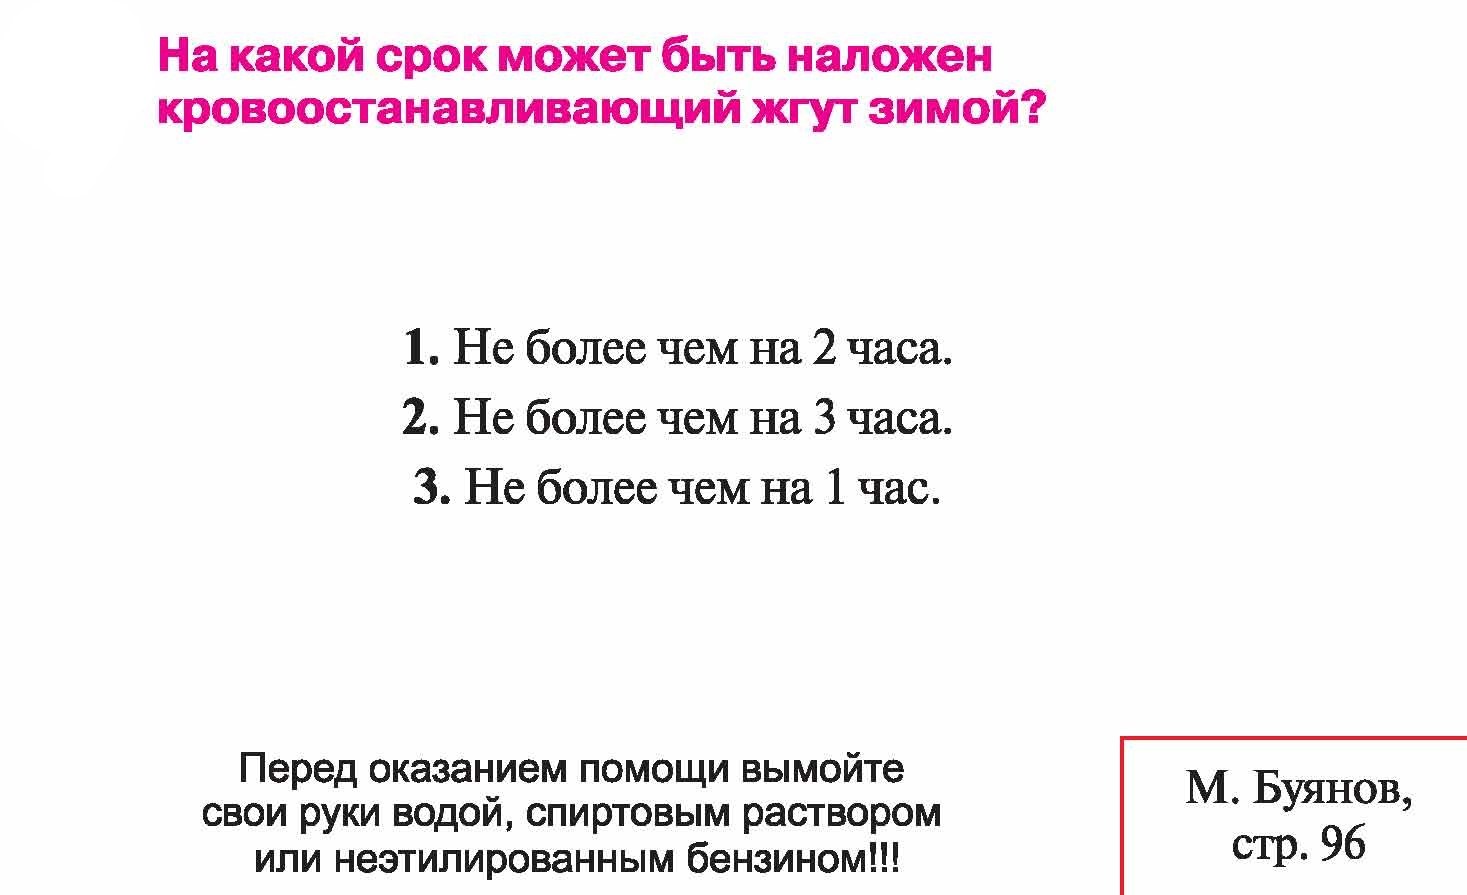 На какой срок может быть наложен
кровоостанавливающий жгут зимой?
1. Не более чем на 2 часа.
2. Не более чем на 3 часа.
3. Не более чем на 1 час.
Перед оказанием помощи вымойте
свои руки водой, спиртовым раствором
или неэтилированным бензином!!!
М. Буянов,
стр. 96